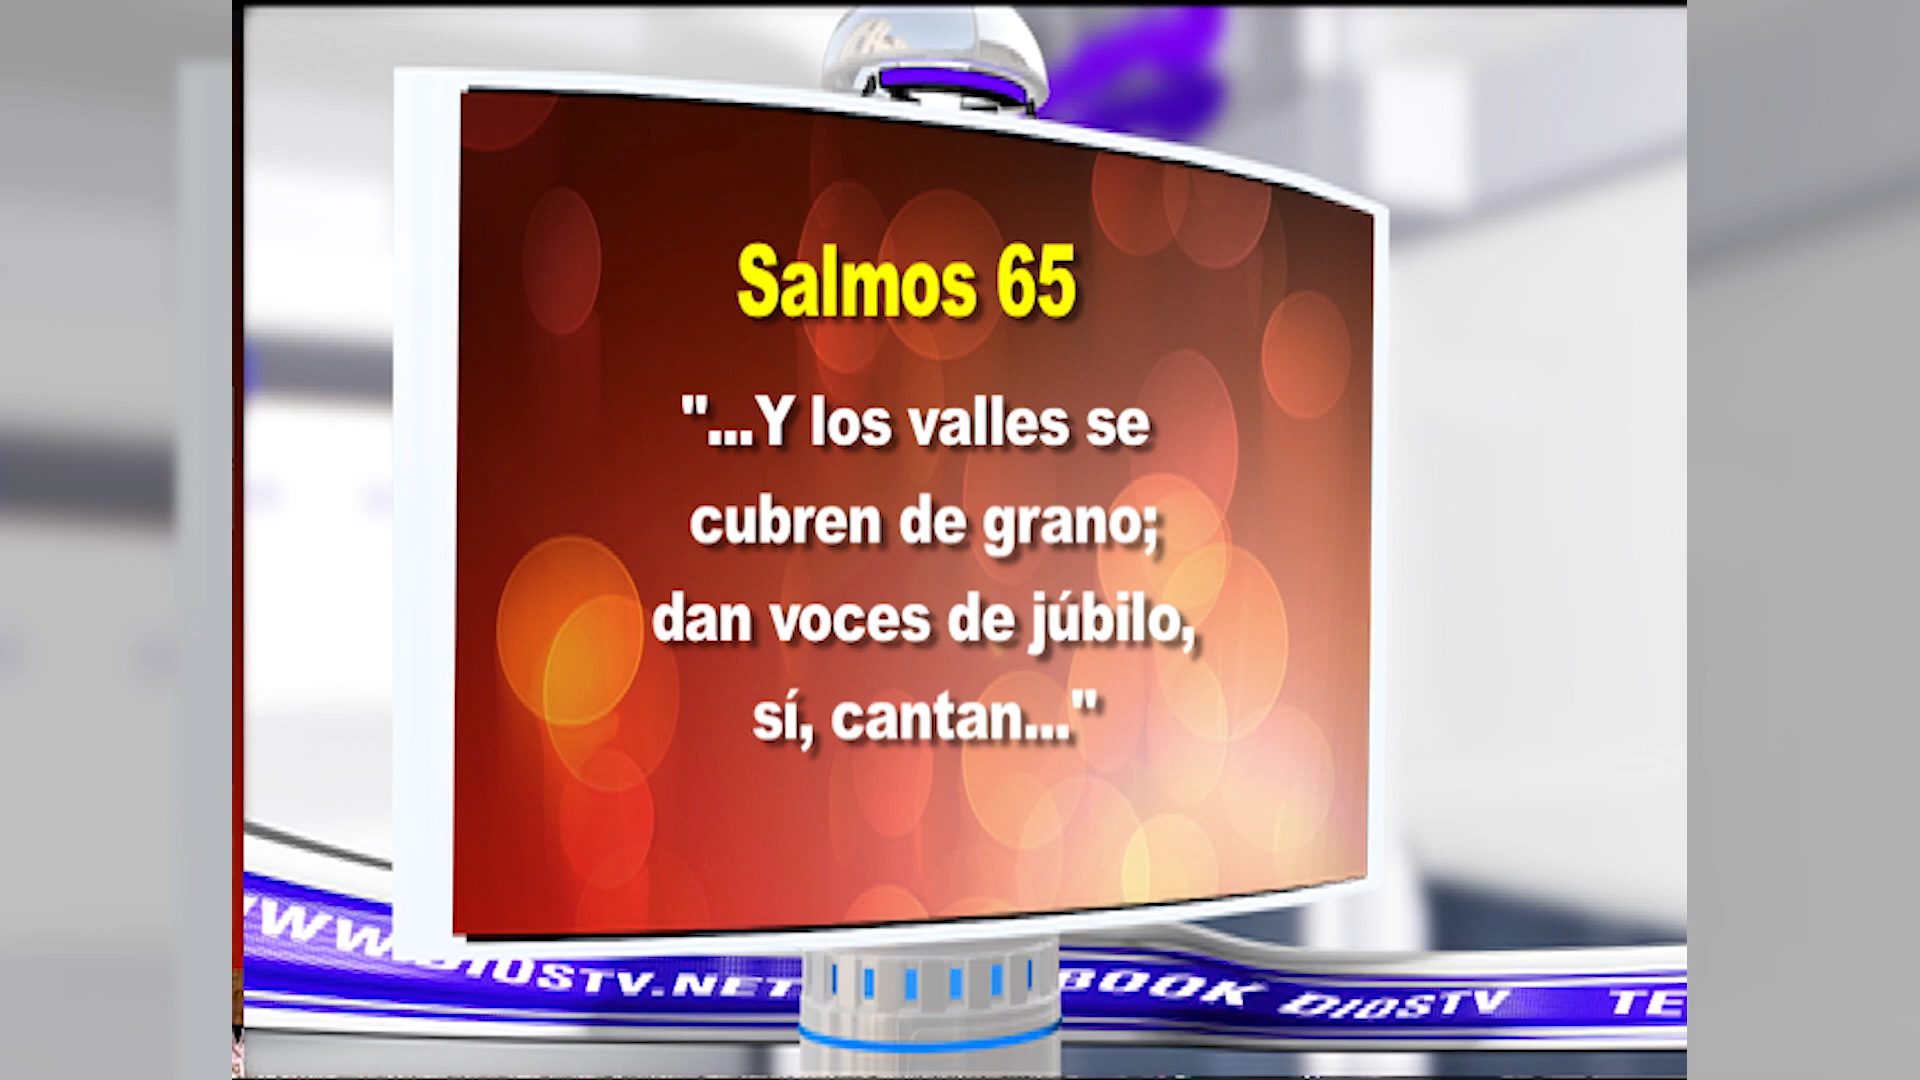 Salmos 65
"...Y los valles se
cubren de grano;
dan voces de júbilo,
sí, cantan..."
WWW.DIOSTV.NET
BOOK DIOSTV TE